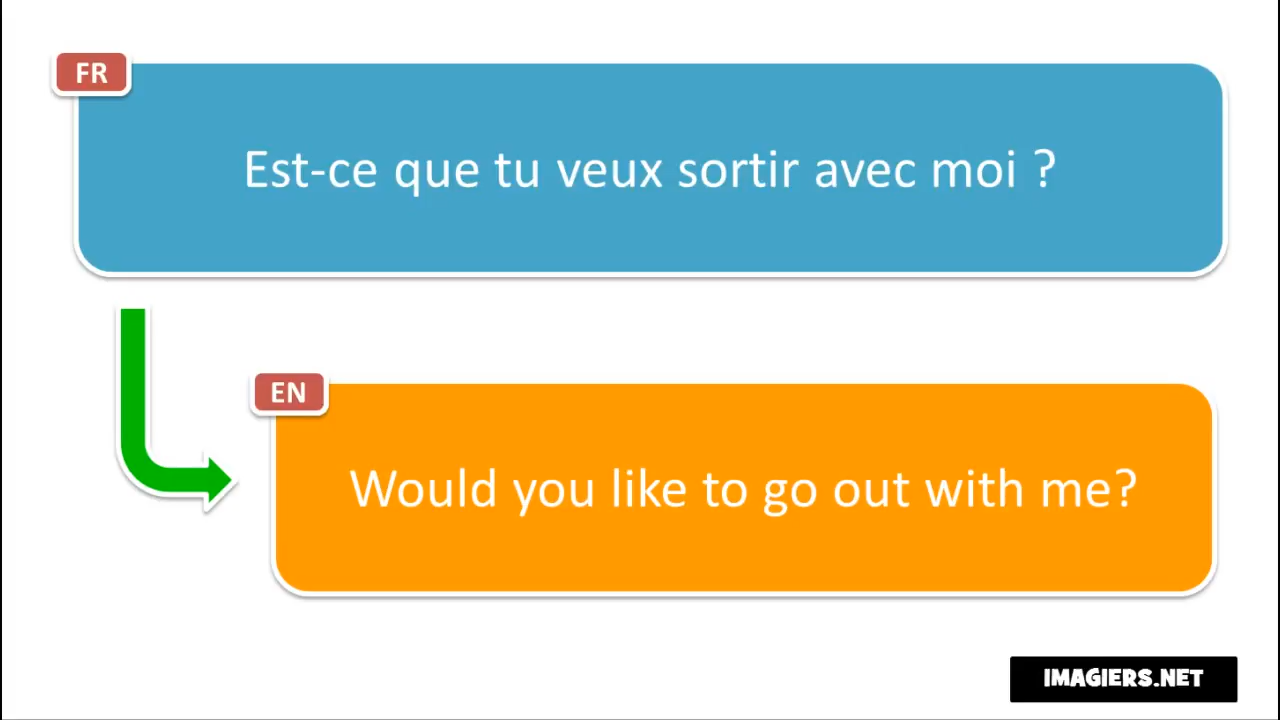 FR
Est-ce que tu veux sortir avec moi ?
EN
Would you like to go out with me?
IMAGIERS.NET